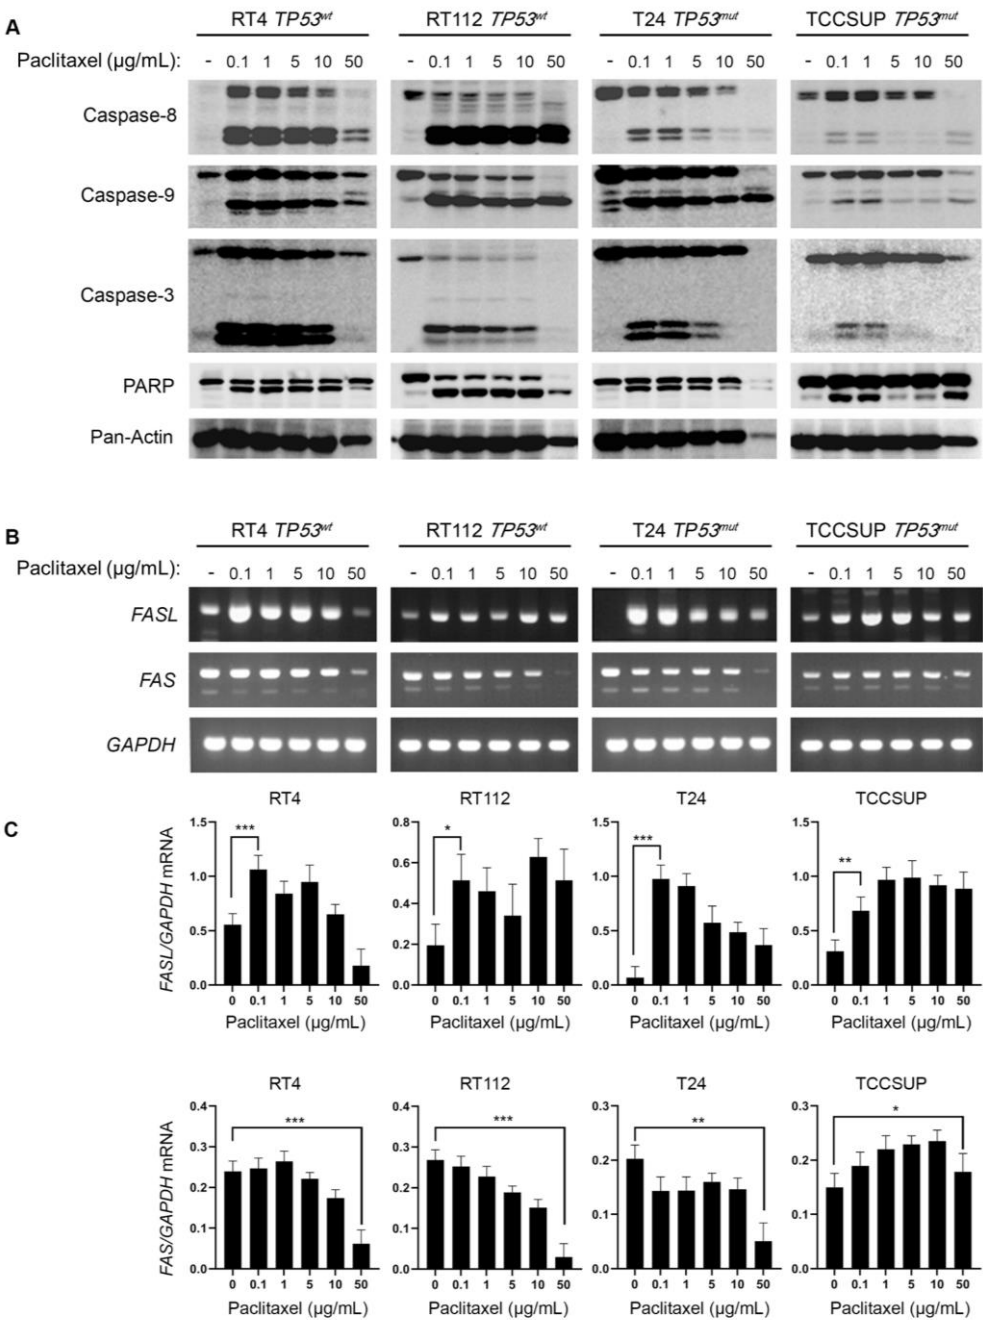 A
RT4 TP53wt RT112 TP53wt T24 TP53mut TCCSUP TP53mut
Paclitaxel (µg/mL): - 0.1 1 5 10 50 - 0.1 1 5 10 50 - 0.1 1 5 10 50 - 0.1 1 5 10 50
Caspase-8
Caspase-9
Caspase-3
PARP
Pan-Actin
B
RT4 TP53wt RT112 TP53wt T24 TP53mut TCCSUP TP53mut
Paclitaxel (µg/mL): - 0.1 1 5 10 50 - 0.1 1 5 10 50 - 0.1 1 5 10 50 - 0.1 1 5 10 50
FASL
FAS
GAPDH
C
RT4 RT112 T24 TCCSUP
FASL/GAPDH mRNA
1.5 0.8 1.5 1.5
*** * *** **
1.0 0.6 1.0 1.0
0.4
0.5 0.5 0.5
0.2
0.0 0.0 0.0 0.0
0 0.1 1 5 10 50 0 0.1 1 5 10 50 0 0.1 1 5 10 50 0 0.1 1 5 10 50
Paclitaxel (µg/mL) Paclitaxel (µg/mL) Paclitaxel (µg/mL) Paclitaxel (µg/mL)
RT4 RT112 T24 TCCSUP
FAS/GAPDH mRNA
0.4 0.4 0.3 0.3
*** *** ** *
0.3 0.3
0.2 0.2
0.2 0.2
0.1 0.1
0.1 0.1
0.0 0.0 0.0 0.0
0 0.1 1 5 10 50 0 0.1 1 5 10 50 0 0.1 1 5 10 50 0 0.1 1 5 10 50
Paclitaxel (µg/mL) Paclitaxel (µg/mL) Paclitaxel (µg/mL) Paclitaxel (µg/mL)